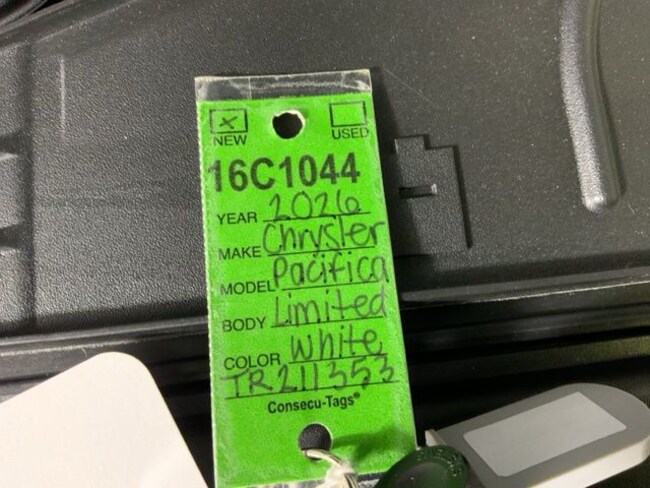 X
NEW USED
16C1044
YEAR 2026
MAKE Chrysler
MODEL Pacifica
BODY Limited
COLOR White
TR211353
Consecu-Tags®